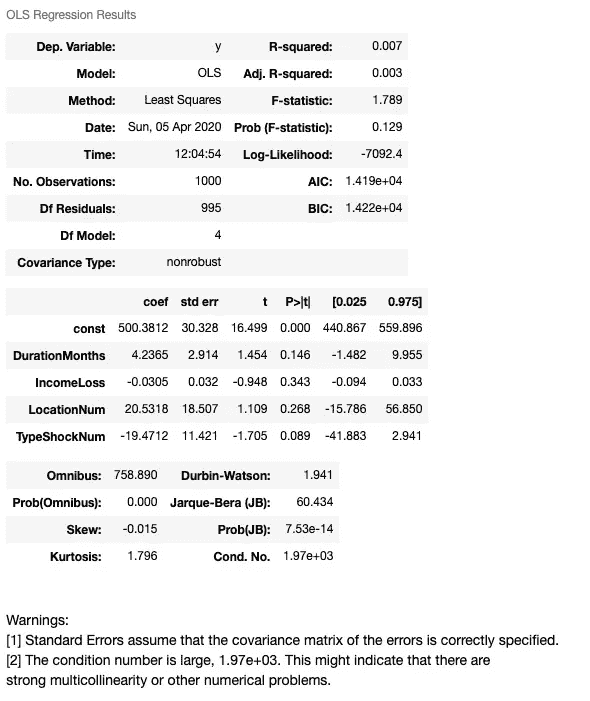 OLS Regression Results
Dep. Variable: y R-squared: 0.007
Model: OLS Adj. R-squared: 0.003
Method: Least Squares F-statistic: 1.789
Date: Sun, 05 Apr 2020 Prob (F-statistic): 0.129
Time: 12:04:54 Log-Likelihood: -7092.4
No. Observations: 1000 AIC: 1.419e+04
Df Residuals: 995 BIC: 1.422e+04
Df Model: 4
Covariance Type: nonrobust
coef std err t P>|t| [0.025 0.975]
const 500.3812 30.328 16.499 0.000 440.867 559.896
DurationMonths 4.2365 2.914 1.454 0.146 -1.482 9.955
IncomeLoss -0.0305 0.032 -0.948 0.343 -0.094 0.033
LocationNum 20.5318 18.507 1.109 0.268 -15.786 56.850
TypeShockNum -19.4712 11.421 -1.705 0.089 -41.883 2.941
Omnibus: 758.890 Durbin-Watson: 1.941
Prob(Omnibus): 0.000 Jarque-Bera (JB): 60.434
Skew: -0.015 Prob(JB): 7.53e-14
Kurtosis: 1.796 Cond. No. 1.97e+03
Warnings:
[1] Standard Errors assume that the covariance matrix of the errors is correctly specified.
[2] The condition number is large, 1.97e+03. This might indicate that there are
strong multicollinearity or other numerical problems.